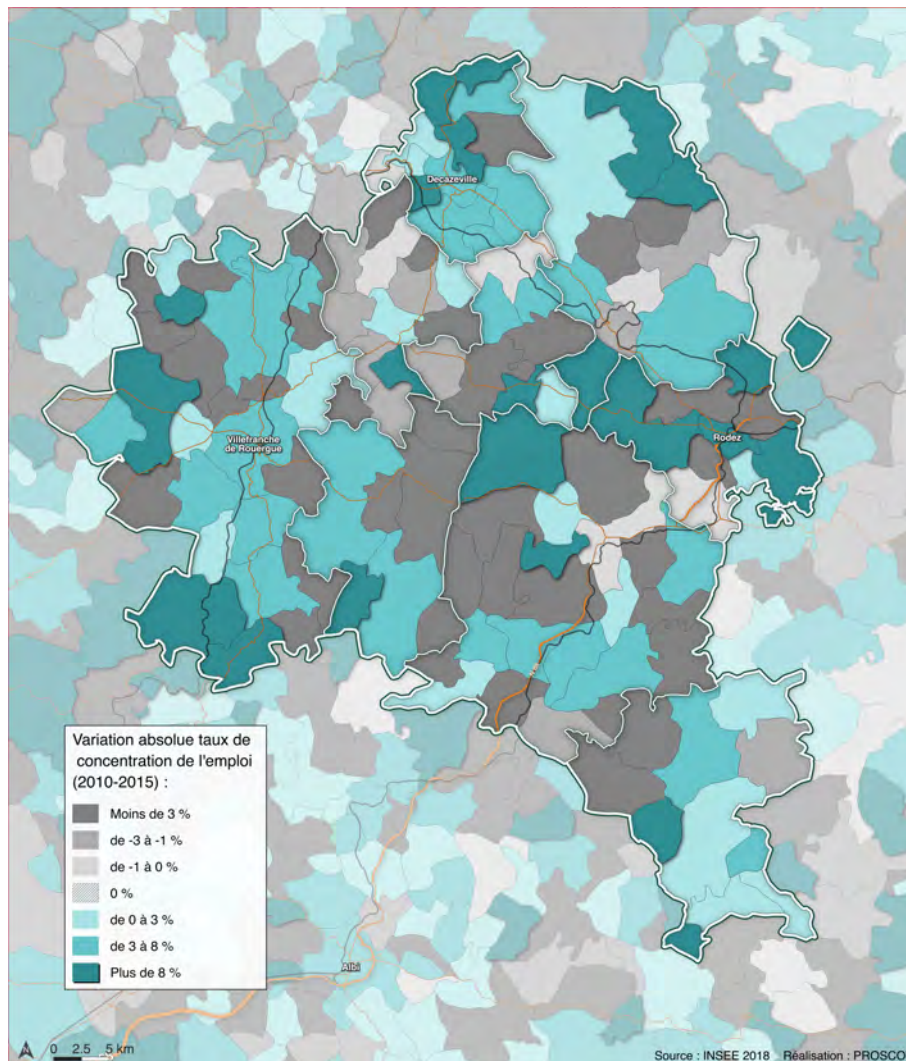 Decazeville
Villefranche
de Rouergue
Rodez
Variation absolue taux de
concentration de l'emploi
(2010-2015) :
Moins de 3 %
de -3 à -1 %
de -1 à 0 %
0 %
de 0 à 3 %
de 3 à 8 %
Plus de 8 %
Albi
0 2.5 5 km
Source : INSEE 2018 Réalisation : PROSCO